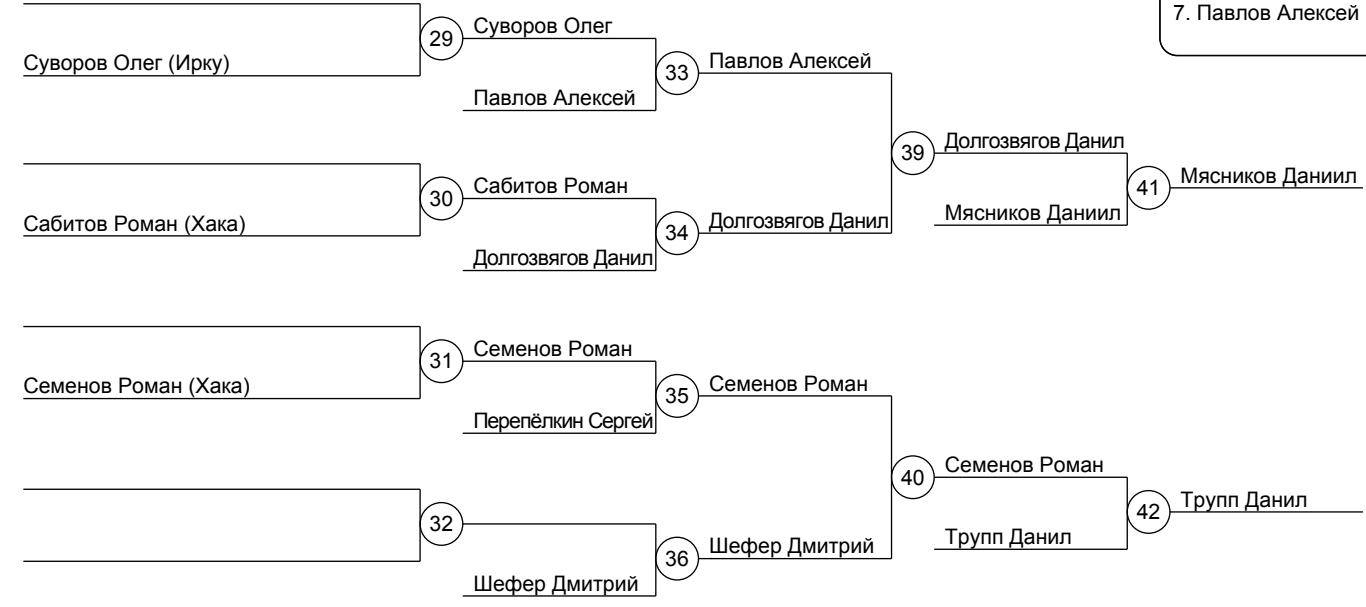 7. Павлов Алексей
Суворов Олег
29
Суворов Олег (Ирку)
Павлов Алексей
33
Павлов Алексей
Долгозвягов Данил
39
Сабитов Роман
30
Сабитов Роман (Хака)
Мясников Даниил
41
Мясников Даниил
Долгозвягов Данил
34
Долгозвягов Данил
Семенов Роман
31
Семенов Роман (Хака)
Семенов Роман
35
Перепёлкин Сергей
Семенов Роман
40
Трупп Данил
42
Трупп Данил
32
Шефер Дмитрий
36
Шефер Дмитрий